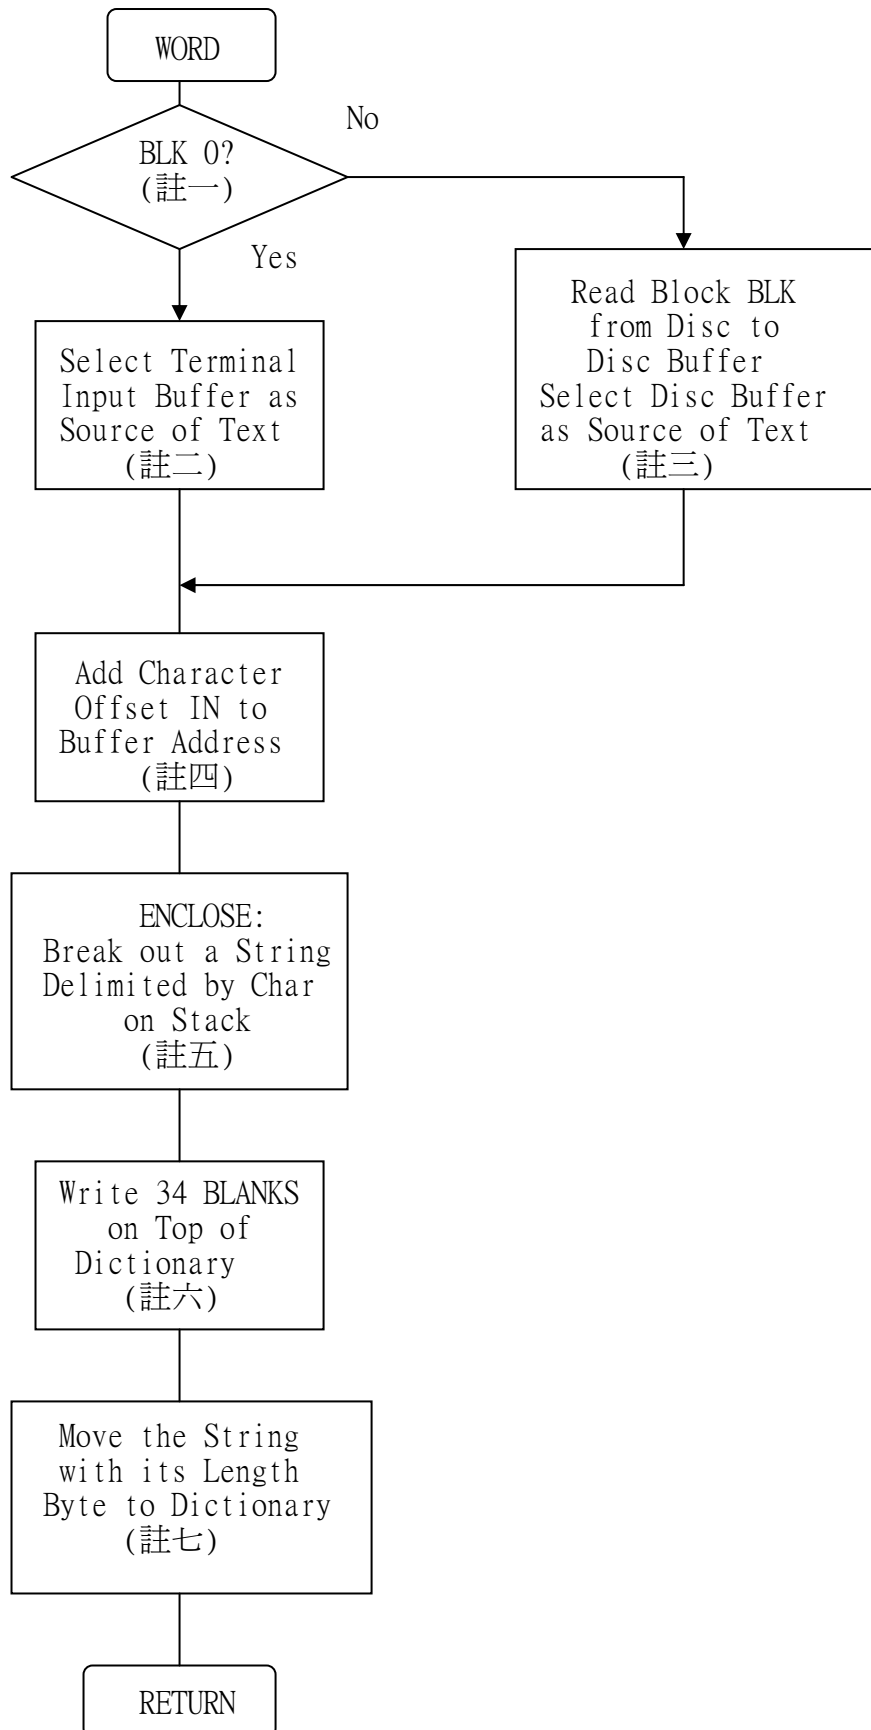 WORD
No
BLK 0?
(註一)
Yes
Select Terminal
Input Buffer as
Source of Text
(註二)
Read Block BLK
from Disc to
Disc Buffer
Select Disc Buffer
as Source of Text
(註三)
Add Character
Offset IN to
Buffer Address
(註四)
ENCLOSE:
Break out a String
Delimited by Char
on Stack
(註五)
Write 34 BLANKS
on Top of
Dictionary
(註六)
Move the String
with its Length
Byte to Dictionary
(註七)
RETURN